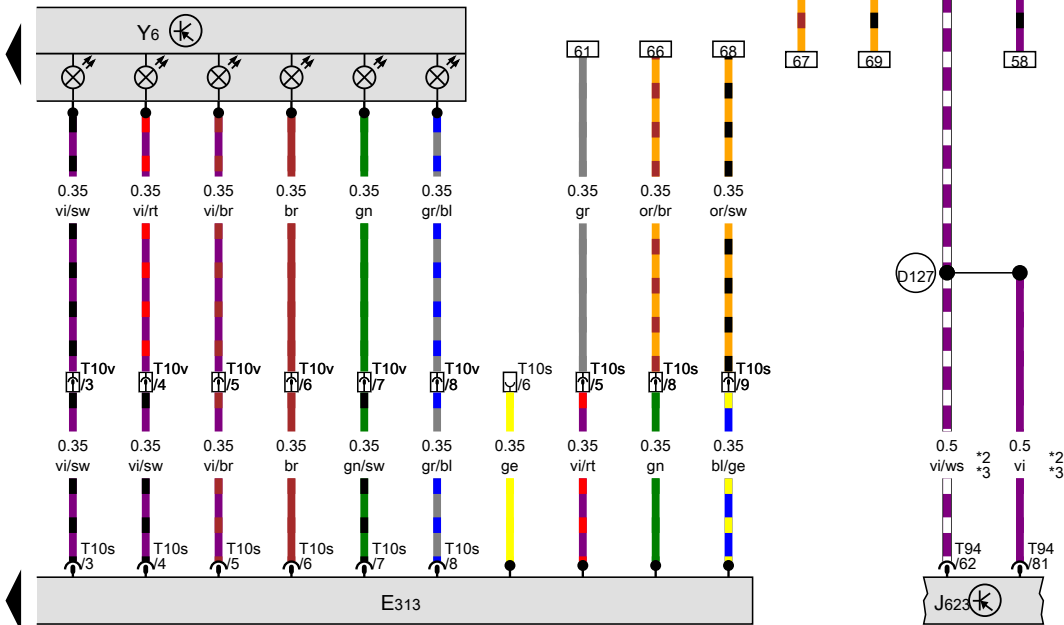 Y6
61 66 68
67 69 58
0.35 0.35 0.35 0.35 0.35 0.35 0.35 0.35 0.35
vi/sw vi/rt vi/br br gn gr/bl gr or/br or/sw
D127
T10v T10v T10v T10v T10v T10v T10s T10s T10s T10s
/3 /4 /5 /6 /7 /8 /6 /5 /8 /9
0.35 0.35 0.35 0.35 0.35 0.35 0.35 0.35 0.35 0.35 0.5 0.5
vi/sw vi/sw vi/br br gn/sw gr/bl ge vi/rt gn bl/ge vi/ws *2 vi *2
*3 *3
T10s T10s T10s T10s T10s T10s T94 T94
/3 /4 /5 /6 /7 /8 /62 /81
E313 J623